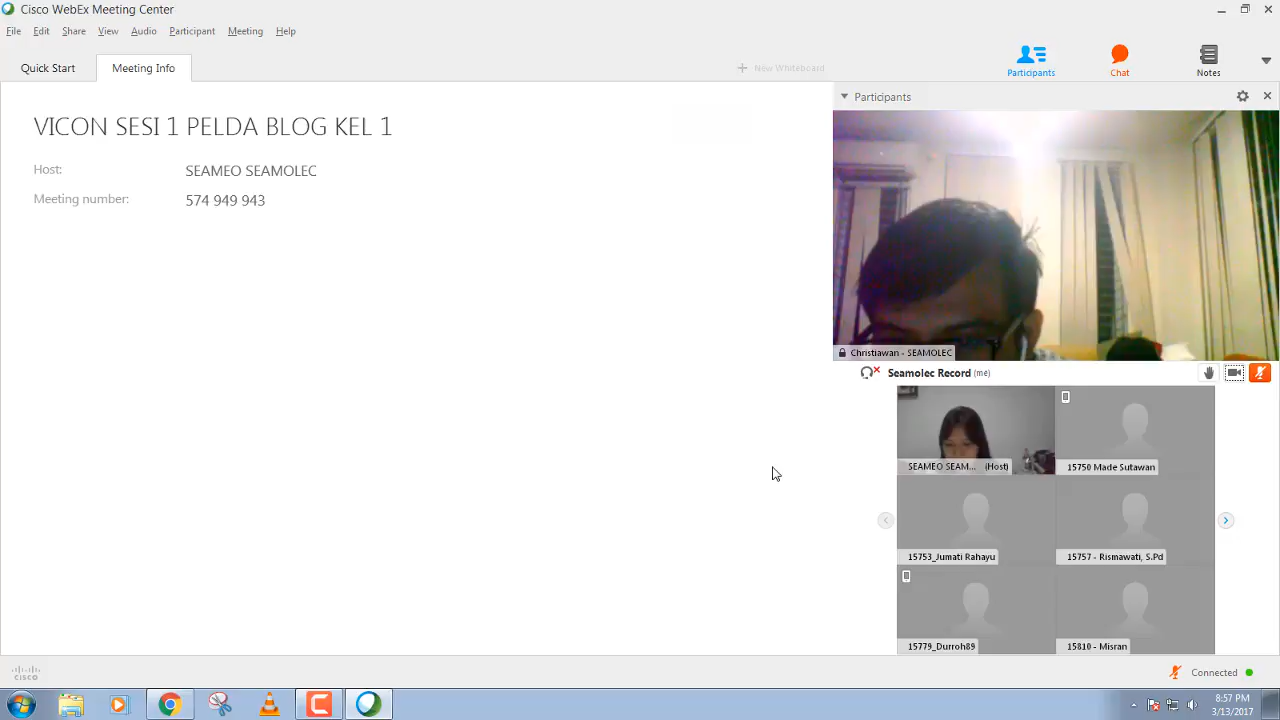 Cisco WebEx Meeting Center
File Edit Share View Audio Participant Meeting Help
Quick Start Meeting Info
+ New Whiteboard
Participants Chat Notes
Participants
VICON SESI 1 PELDA BLOG KEL 1
Host: SEAMEO SEAMOLEC
Meeting number: 574 949 943
Christiawan - SEAMOLEC
Seamolec Record (me)
SEAMEO SEAM... (Host)
15750 Made Sutawan
15753_Jumati Rahayu
15757 - Rismawati, S.Pd
15779_Durroh89
15810 - Misran
cisco
Connected
8:57 PM
3/13/2017